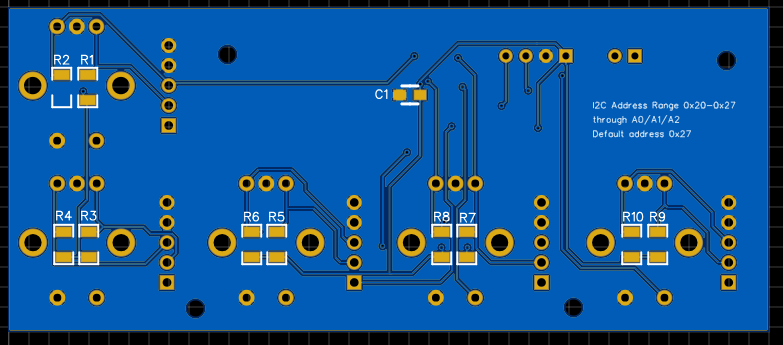 R2 R1
C1
I2C Address Range 0x20-0x27
through A0/A1/A2
Default address 0x27
R4 R3
R6 R5
R8 R7
R10 R9